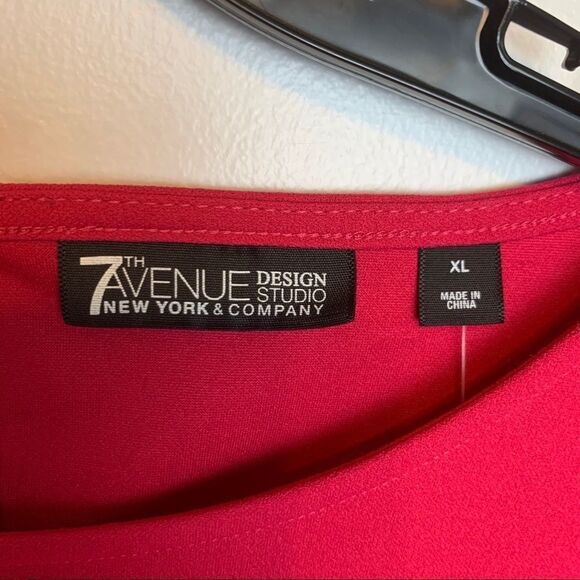 7TH AVENUE DESIGN STUDIO
NEW YORK & COMPANY
XL
MADE IN
CHINA